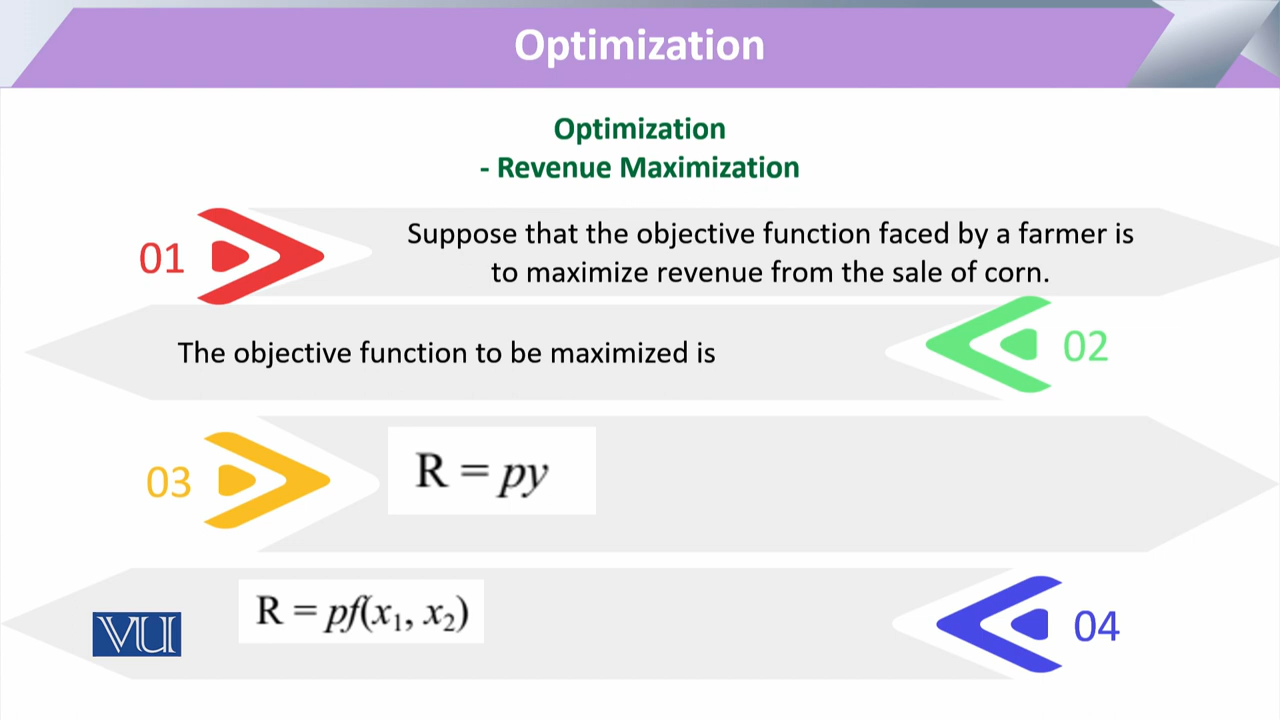 Optimization
Optimization
- Revenue Maximization
01
Suppose that the objective function faced by a farmer is
to maximize revenue from the sale of corn.
The objective function to be maximized is
02
03
R = py
R = pf(x₁, x₂)
04
VU